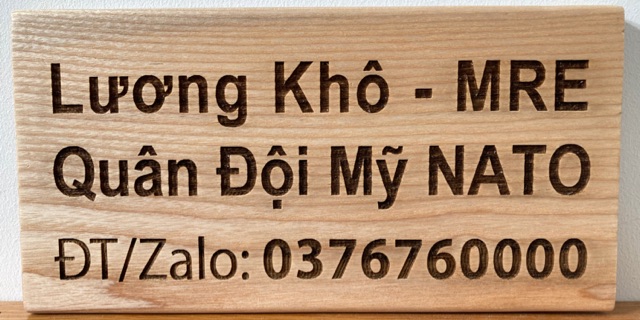 Lương Khô - MRE
Quân Đội Mỹ NATO
ĐT/Zalo: 0376760000